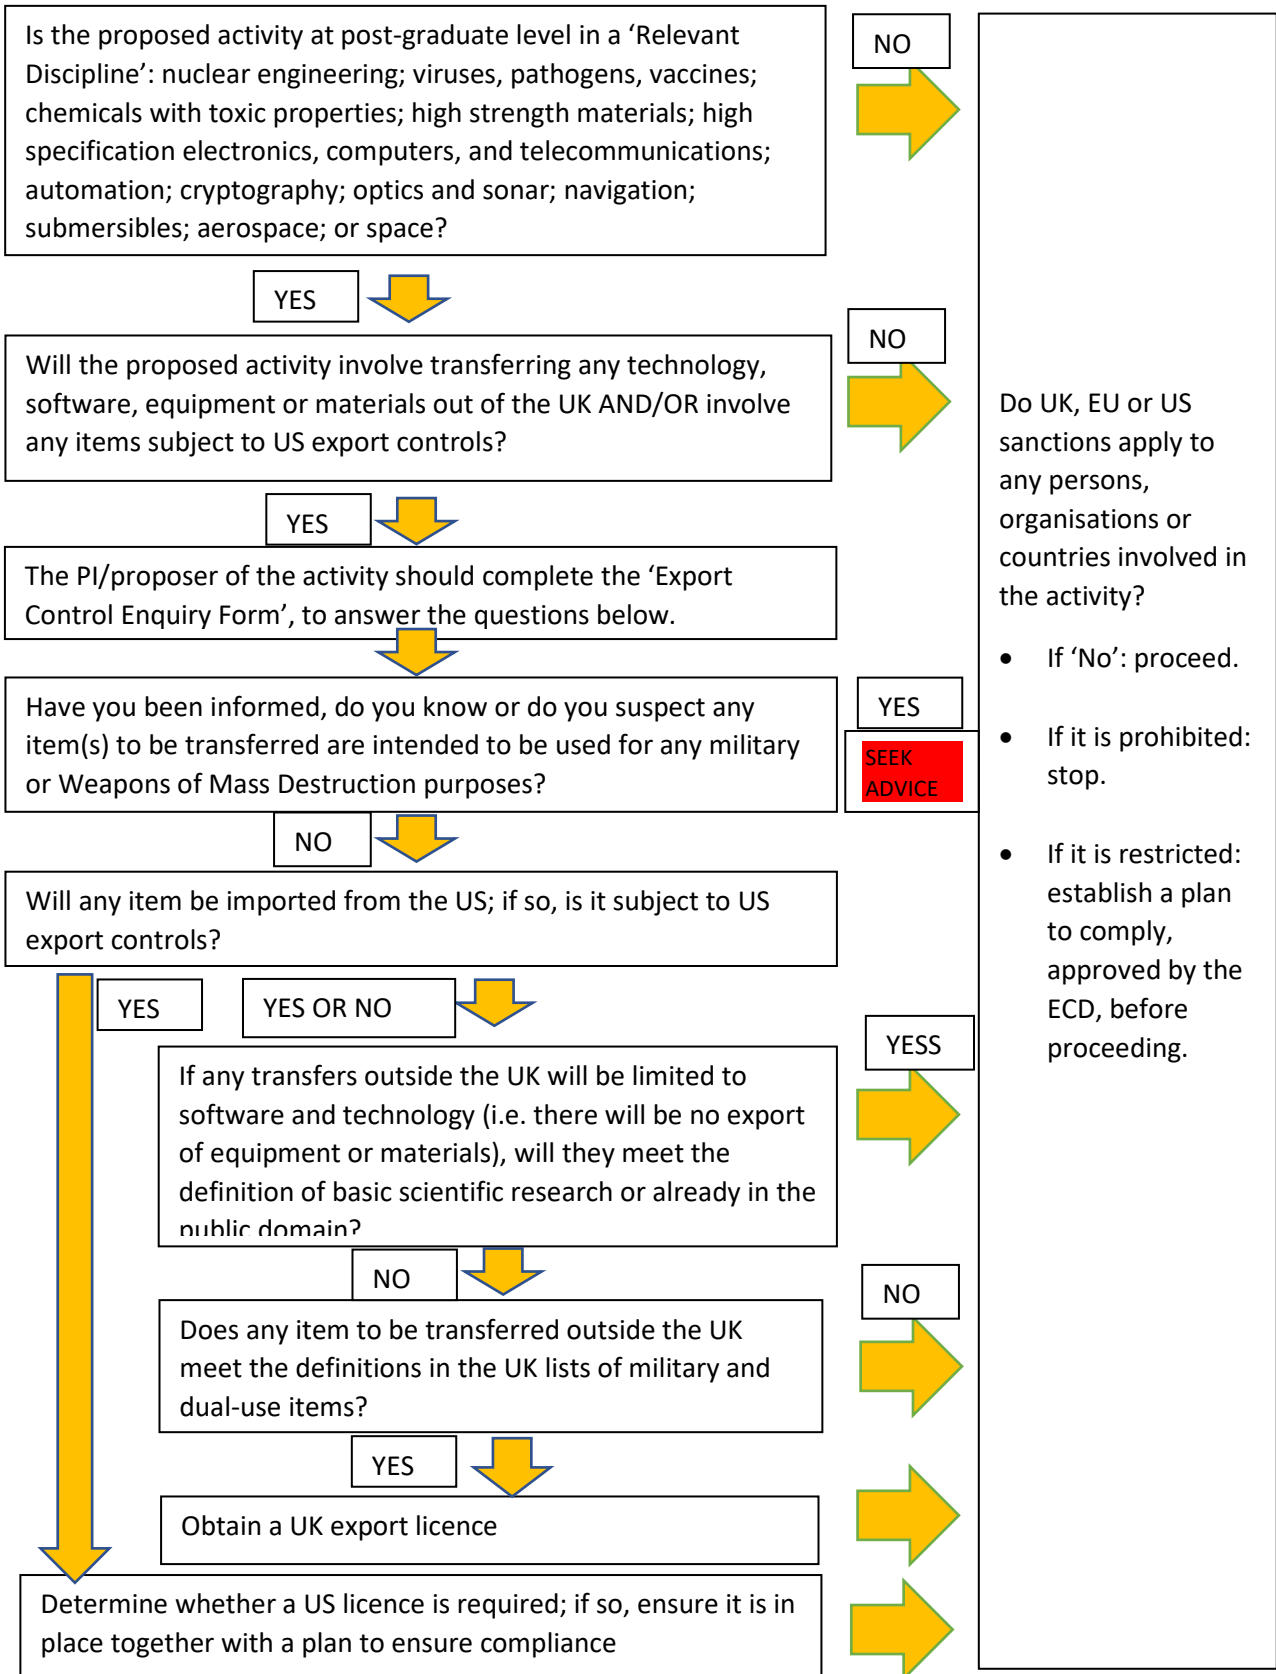 Is the proposed activity at post-graduate level in a ‘Relevant
Discipline’: nuclear engineering; viruses, pathogens, vaccines;
chemicals with toxic properties; high strength materials; high
specification electronics, computers, and telecommunications;
automation; cryptography; optics and sonar; navigation;
submersibles; aerospace; or space?
NO
YES
Will the proposed activity involve transferring any technology,
software, equipment or materials out of the UK AND/OR involve
any items subject to US export controls?
NO
YES
The PI/proposer of the activity should complete the ‘Export
Control Enquiry Form’, to answer the questions below.
Have you been informed, do you know or do you suspect any
item(s) to be transferred are intended to be used for any military
or Weapons of Mass Destruction purposes?
YES
SEEK
ADVICE
NO
Will any item be imported from the US; if so, is it subject to US
export controls?
YES
YES OR NO
If any transfers outside the UK will be limited to
software and technology (i.e. there will be no export
of equipment or materials), will they meet the
definition of basic scientific research or already in the
public domain?
YESS
NO
Does any item to be transferred outside the UK
meet the definitions in the UK lists of military and
dual-use items?
NO
YES
Obtain a UK export licence
Determine whether a US licence is required; if so, ensure it is in
place together with a plan to ensure compliance
Do UK, EU or US
sanctions apply to
any persons,
organisations or
countries involved in
the activity?
• If ‘No’: proceed.
• If it is prohibited:
stop.
• If it is restricted:
establish a plan
to comply,
approved by the
ECD, before
proceeding.